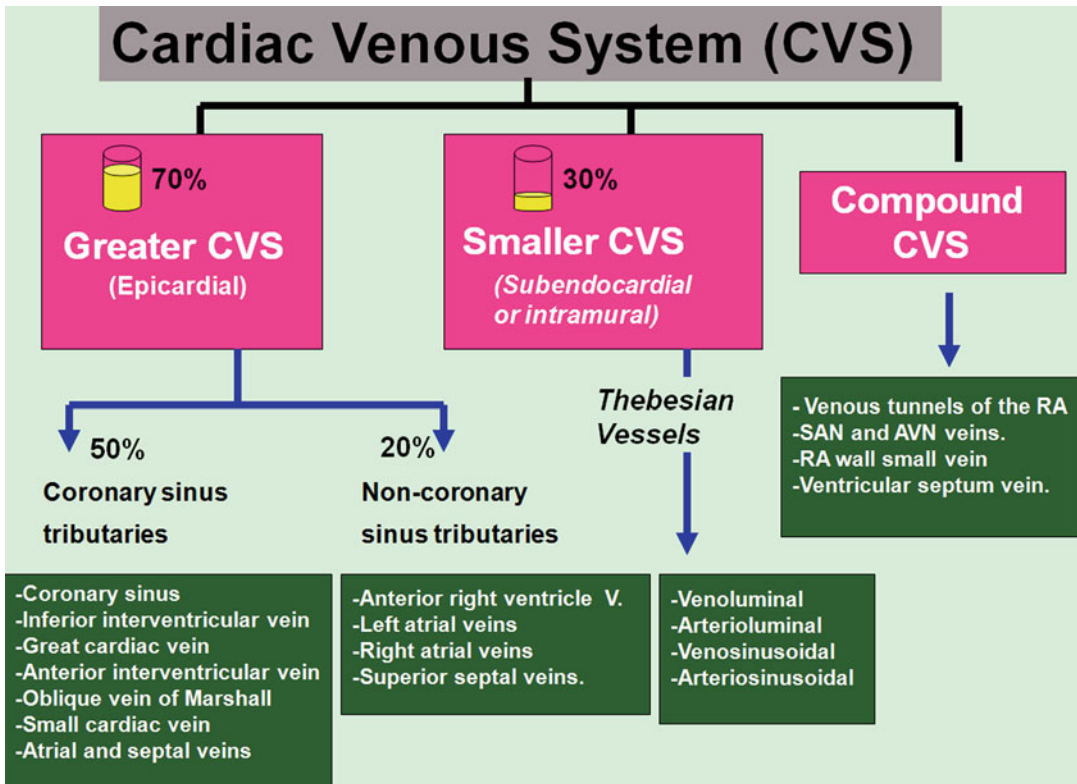 Cardiac Venous System (CVS)
70%
Greater CVS
(Epicardial)
30%
Smaller CVS
(Subendocardial
or intramural)
Compound
CVS
50%
Coronary sinus
tributaries
20%
Non-coronary
sinus tributaries
Thebesian
Vessels
- Venous tunnels of the RA
-SAN and AVN veins.
-RA wall small vein
-Ventricular septum vein.
-Coronary sinus
-Inferior interventricular vein
-Great cardiac vein
-Anterior interventricular vein
-Oblique vein of Marshall
-Small cardiac vein
-Atrial and septal veins
-Anterior right ventricle V.
-Left atrial veins
-Right atrial veins
-Superior septal veins.
-Venoluminal
-Arterioluminal
-Venosinusoidal
-Arteriosinusoidal